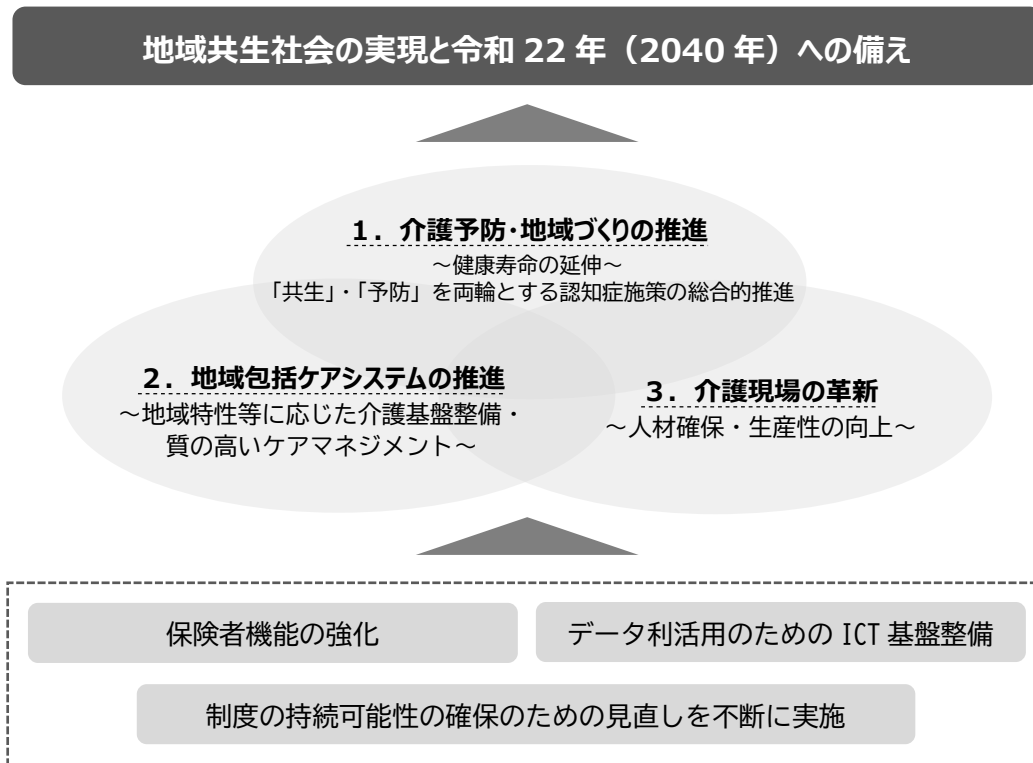 地域共生社会の実現と令和 22 年（2040 年）への備え
１．介護予防・地域づくりの推進
～健康寿命の延伸～
「共生」・「予防」を両輪とする認知症施策の総合的推進
２．地域包括ケアシステムの推進
～地域特性等に応じた介護基盤整備・
質の高いケアマネジメント～
３．介護現場の革新
～人材確保・生産性の向上～
保険者機能の強化
データ利活用のための ICT 基盤整備
制度の持続可能性の確保のための見直しを不断に実施